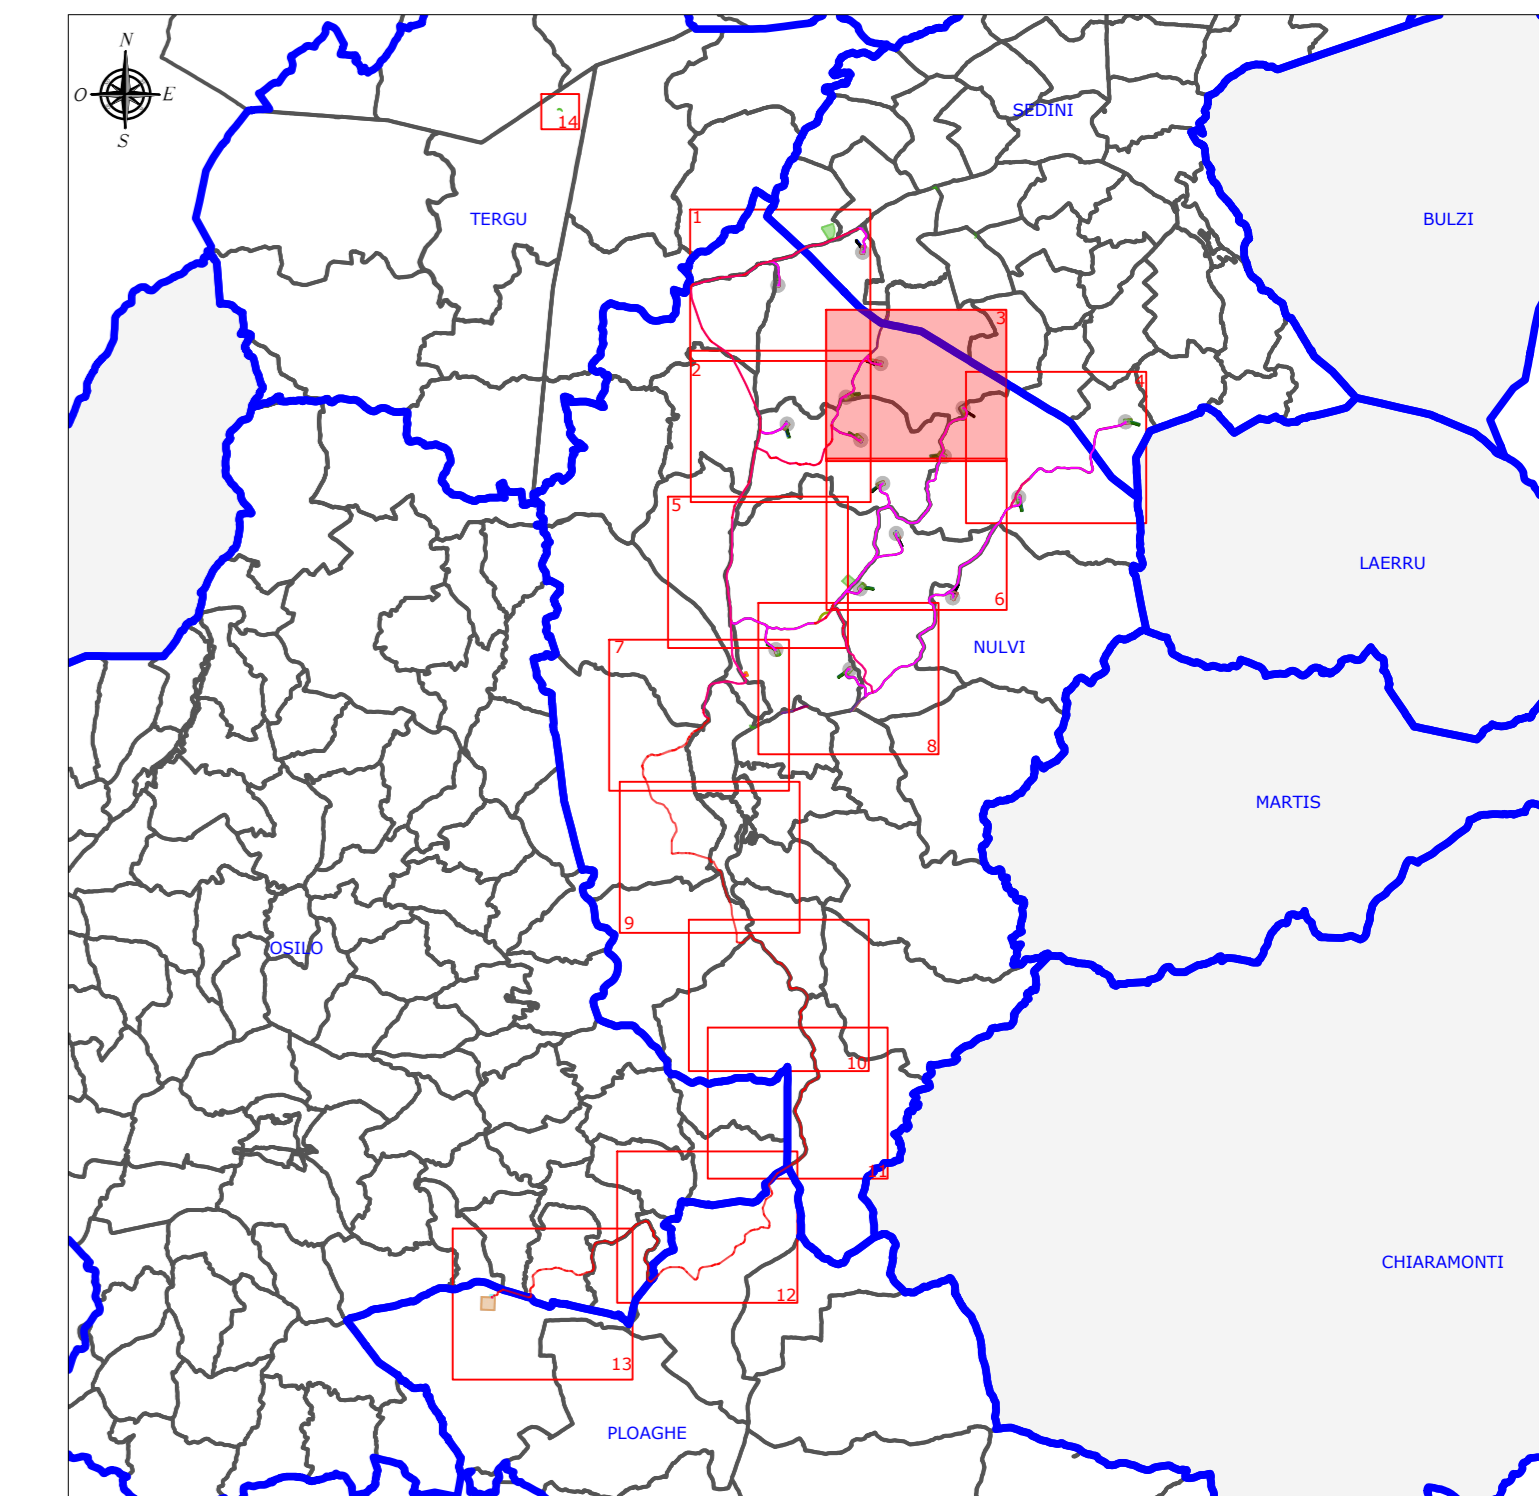 N
O E
S
14
SEDINI
TERGU
BULZI
1
3
2
4
5
LAERRU
6
NULVI
7
8
MARTIS
9
OSILO
10
11
CHIARAMONTI
12
13
PLOAGHE